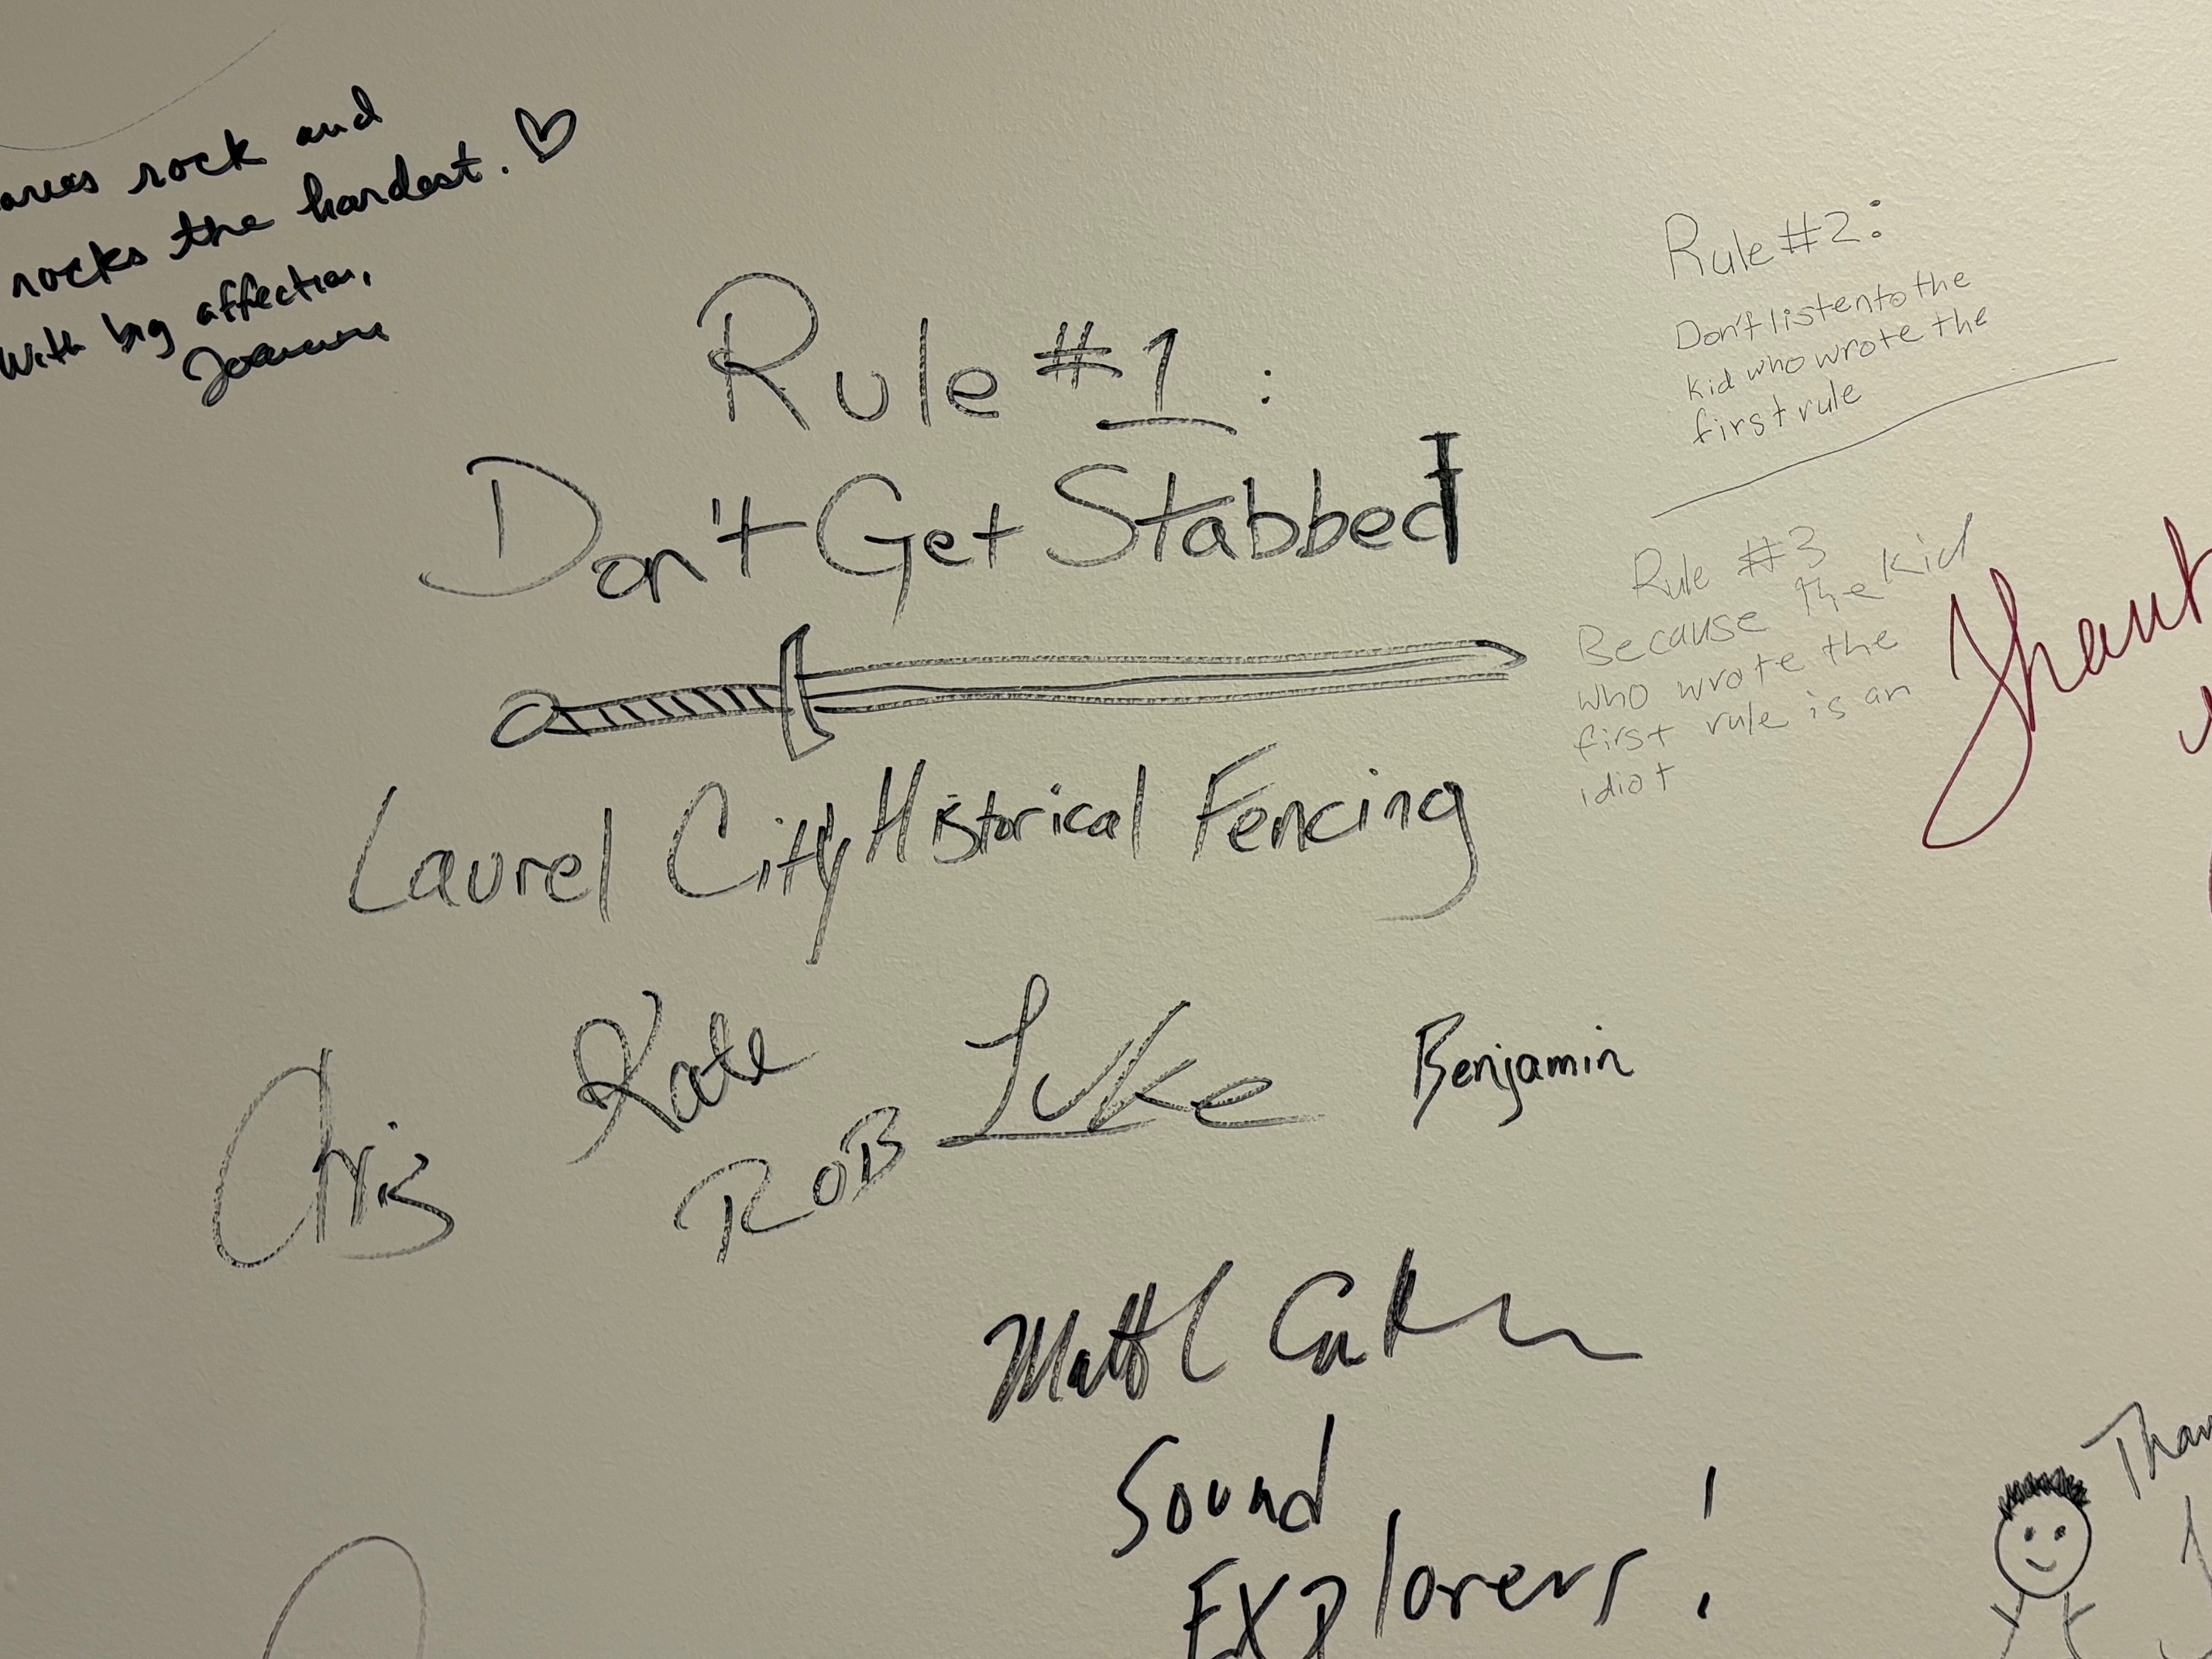 rock and
rocks the hardest.
With big affection,
Joanne
Rule #1:
Don't Get Stabbed
Laurel City Historical Fencing
Chris
Kate
ROB
Luke
Benjamin
Sound
Explorers!
Rule #2:
Don't listen to the
kid who wrote the
first rule
Rule #3
Because the kid
who wrote the
first rule is an
idiot